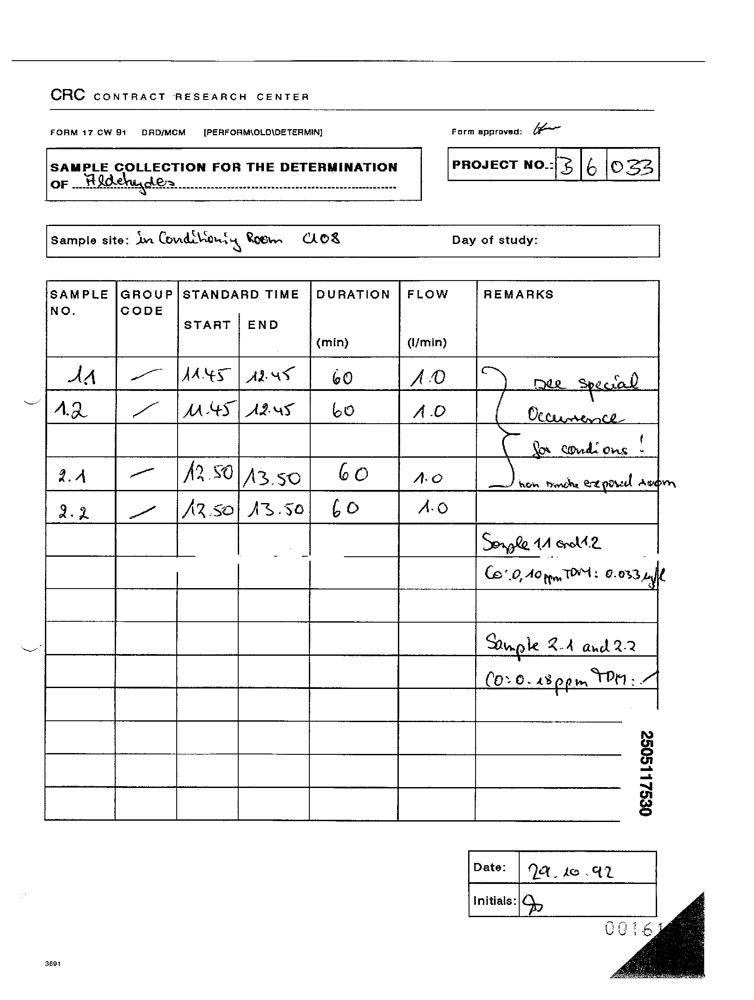 CRC CONTRACT RESEARCH CENTER
FORM 17 CW 91 DRD/MCM [PERFORM\OLD\DETERMIN] Form approved:
SAMPLE COLLECTION FOR THE DETERMINATION PROJECT NO.: 3 6 033
OF Aldehydes
Sample site: in Conditioniy Room C108 Day of study:
SAMPLE GROUP STANDARD TIME DURATION FLOW REMARKS
NO. CODE
START END
(min) (l/min)
1.1 — 11.45 12.45 60 1.0 see special
1.2 — 11.45 12.45 60 1.0 Occurrence
for condions !
2.1 — 12.50 13.50 60 1.0 non smoke exposed room
2.2 — 12.50 13.50 60 1.0
Sample 1.1 and 1.2
CO: 0,10 ppm TPM: 0.033 µg/l
Sample 2.1 and 2.2
CO: 0.18 ppm TPM: /
2505117530
Date: 29.10.92
Initials:
00161
3691